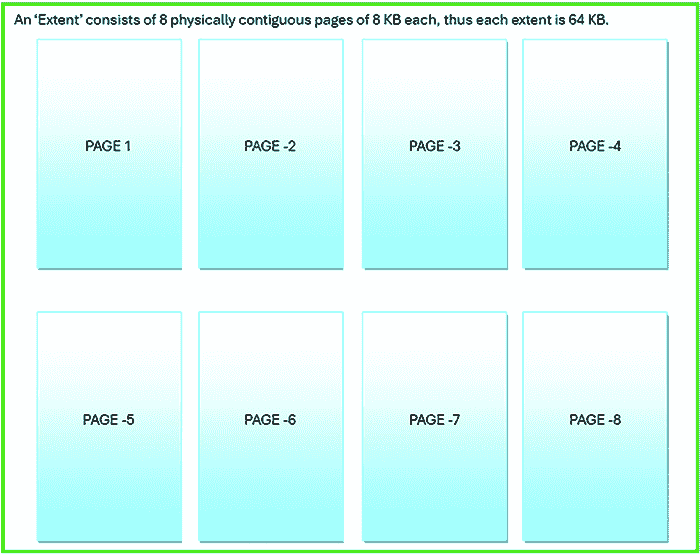 An 'Extent' consists of 8 physically contiguous pages of 8 KB each, thus each extent is 64 KB.
PAGE 1
PAGE -2
PAGE -3
PAGE -4
PAGE -5
PAGE -6
PAGE -7
PAGE -8